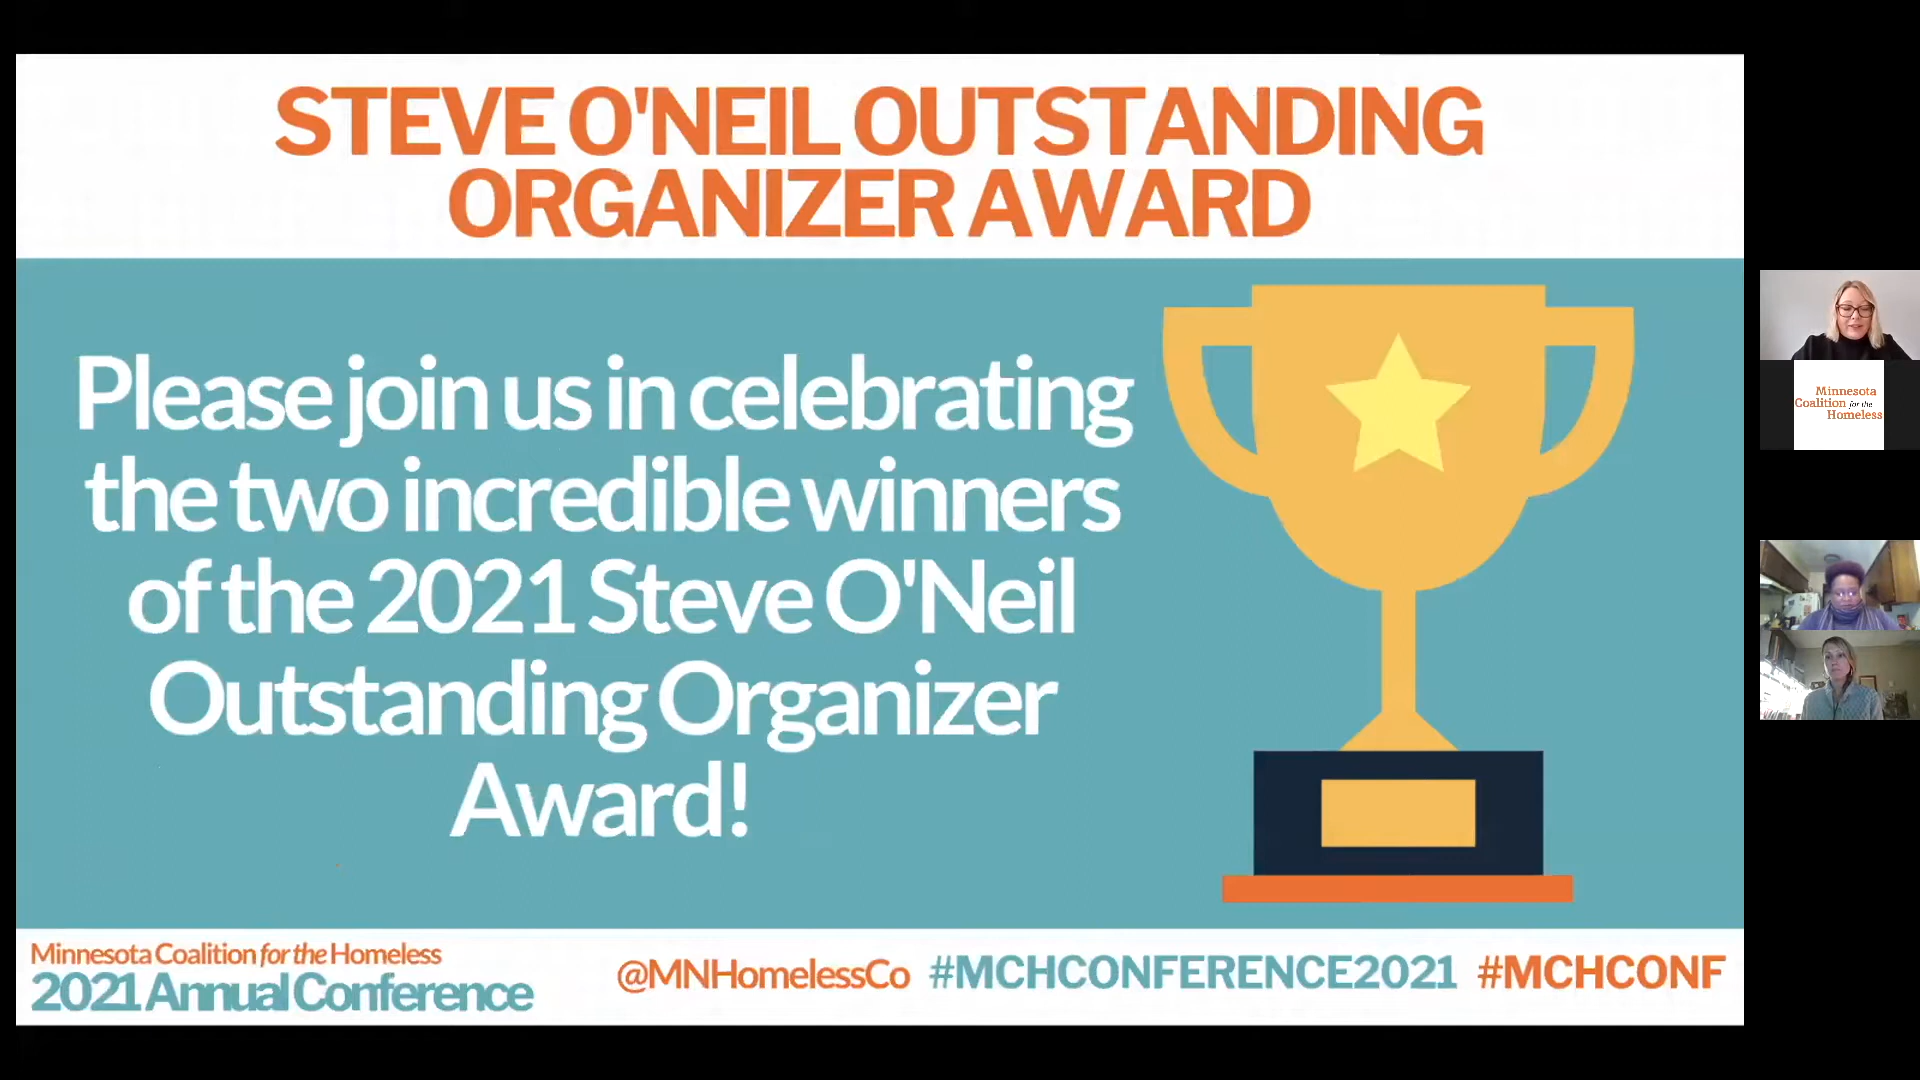 STEVE O'NEIL OUTSTANDING
ORGANIZER AWARD
Please join us in celebrating
the two incredible winners
of the 2021 Steve O'Neil
Outstanding Organizer
Award!
Minnesota Coalition for the Homeless
2021 Annual Conference
@MNHomelessCo #MCHCONFERENCE2021 #MCHCONF
Minnesota
Coalition for the
Homeless